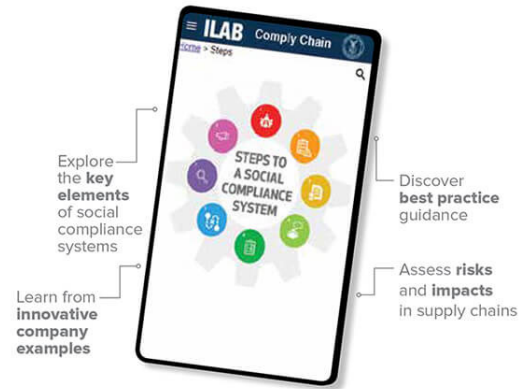 ILAB Comply Chain
Home > Steps
STEPS TO
A SOCIAL
COMPLIANCE
SYSTEM
Explore
the key
elements
of social
compliance
systems
Learn from
innovative
company
examples
Discover
best practice
guidance
Assess risks
and impacts
in supply chains